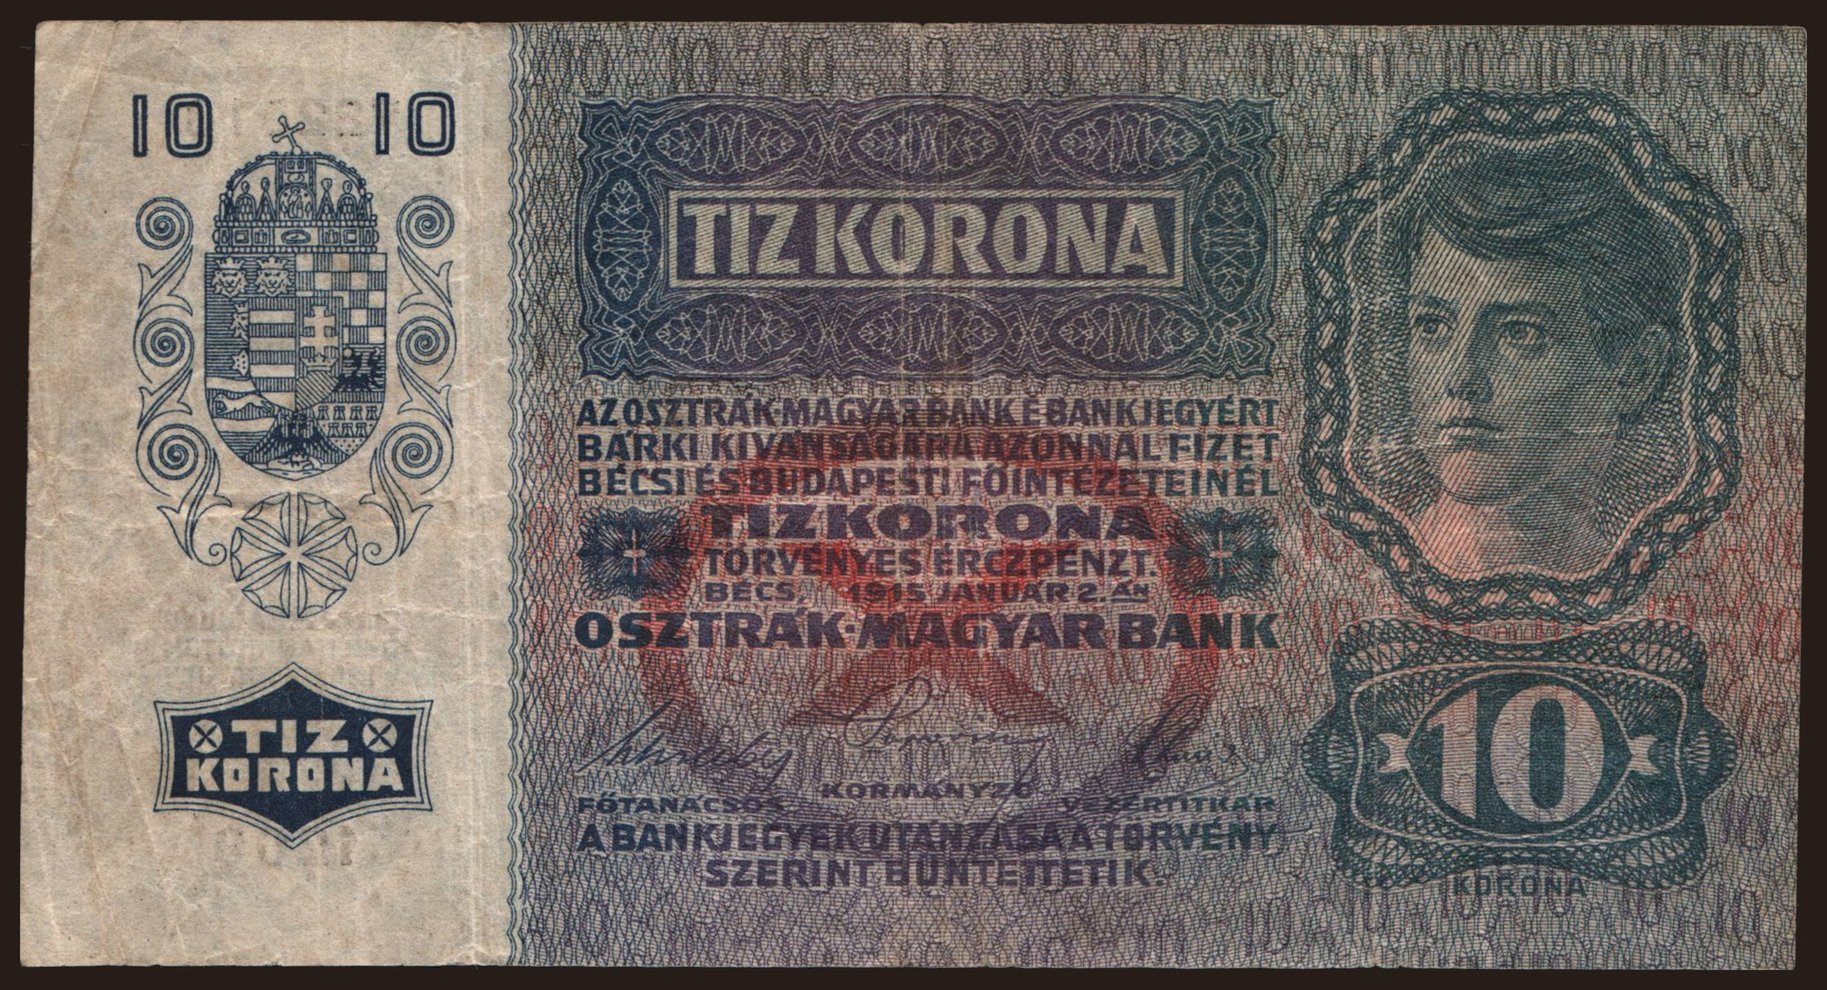 10 10
TIZ KORONA
AZ OSZTRÁK-MAGYAR BANK E BANKJEGYÉRT
BÁRKI KIVÁNSÁGÁRA AZONNAL FIZET
BÉCSI ÉS BUDAPESTI FŐINTÉZETEINÉL
TIZ KORONA
TÖRVÉNYES ÉRCZPÉNZT.
BÉCS, 1915. JANUÁR 2.-ÁN
OSZTRÁK-MAGYAR BANK
FŐTANÁCSOS KORMÁNYZÓ VEZÉRTITKÁR
A BANKJEGYEK UTÁNZÁSA A TÖRVÉNY
SZERINT BÜNTETTETIK.
TIZ
KORONA
10
KORONA